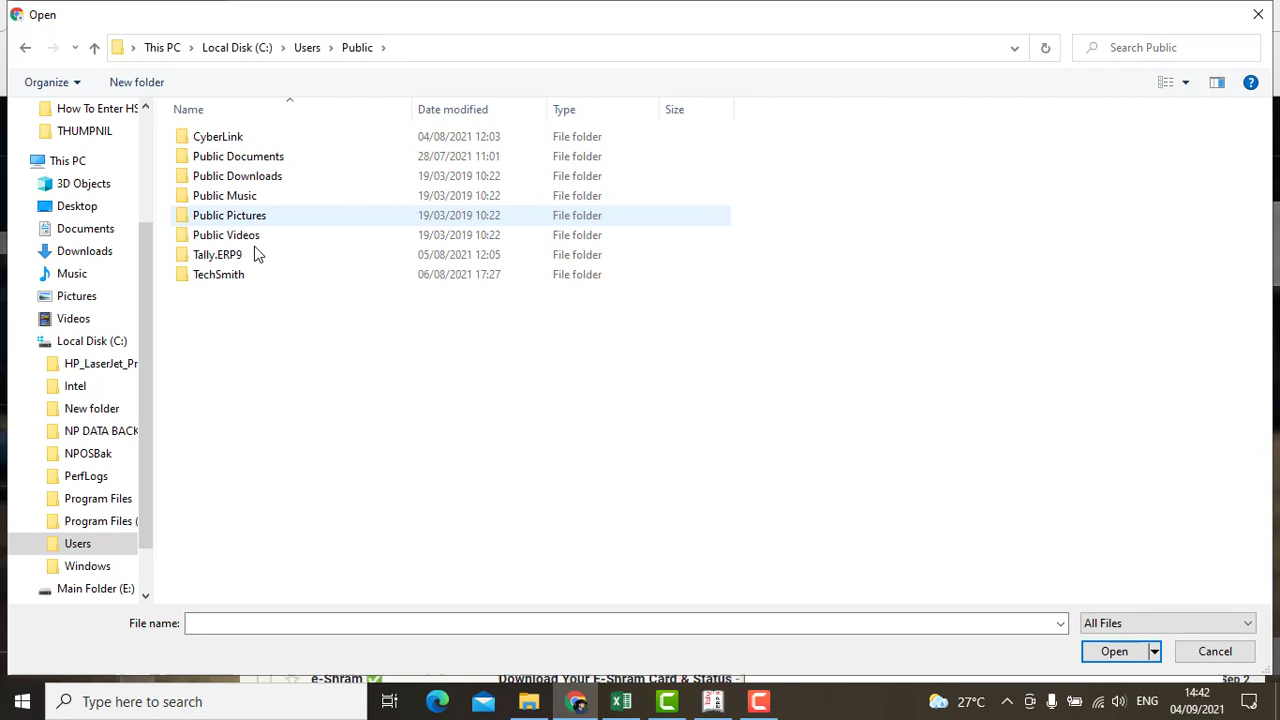 Open
This PC > Local Disk (C:) > Users > Public >
Search Public
Organize
New folder
Name Date modified Type Size
How To Enter HS
THUMPNIL
This PC
3D Objects
Desktop
Documents
Downloads
Music
Pictures
Videos
Local Disk (C:)
HP_LaserJet_Pr
Intel
New folder
NP DATA BACK
NPOSBak
PerfLogs
Program Files
Program Files (
Users
Windows
Main Folder (E:)
CyberLink 04/08/2021 12:03 File folder
Public Documents 28/07/2021 11:01 File folder
Public Downloads 19/03/2019 10:22 File folder
Public Music 19/03/2019 10:22 File folder
Public Pictures 19/03/2019 10:22 File folder
Public Videos 19/03/2019 10:22 File folder
Tally.ERP9 05/08/2021 12:05 File folder
TechSmith 06/08/2021 17:27 File folder
File name:
All Files
Open
Cancel
e-Shram Download Your E-Shram Card & Status - Sep 2
Type here to search
27°C
ENG
14:42
04/09/2021